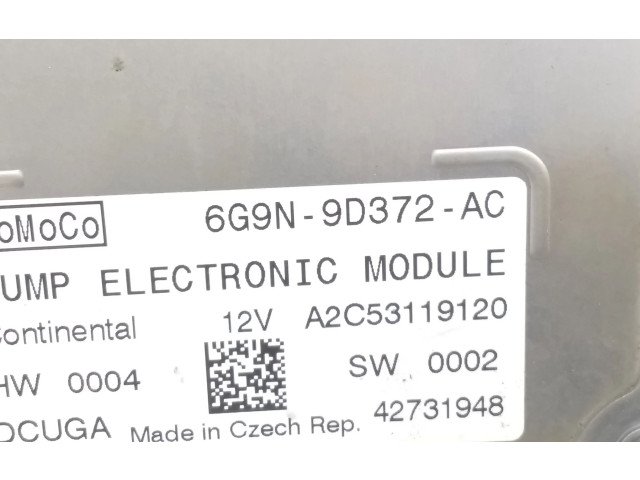 oMoCo 6G9N-9D372-AC
UMP ELECTRONIC MODULE
Continental 12V A2C53119120
HW 0004 SW 0002
OCUGA Made in Czech Rep. 42731948